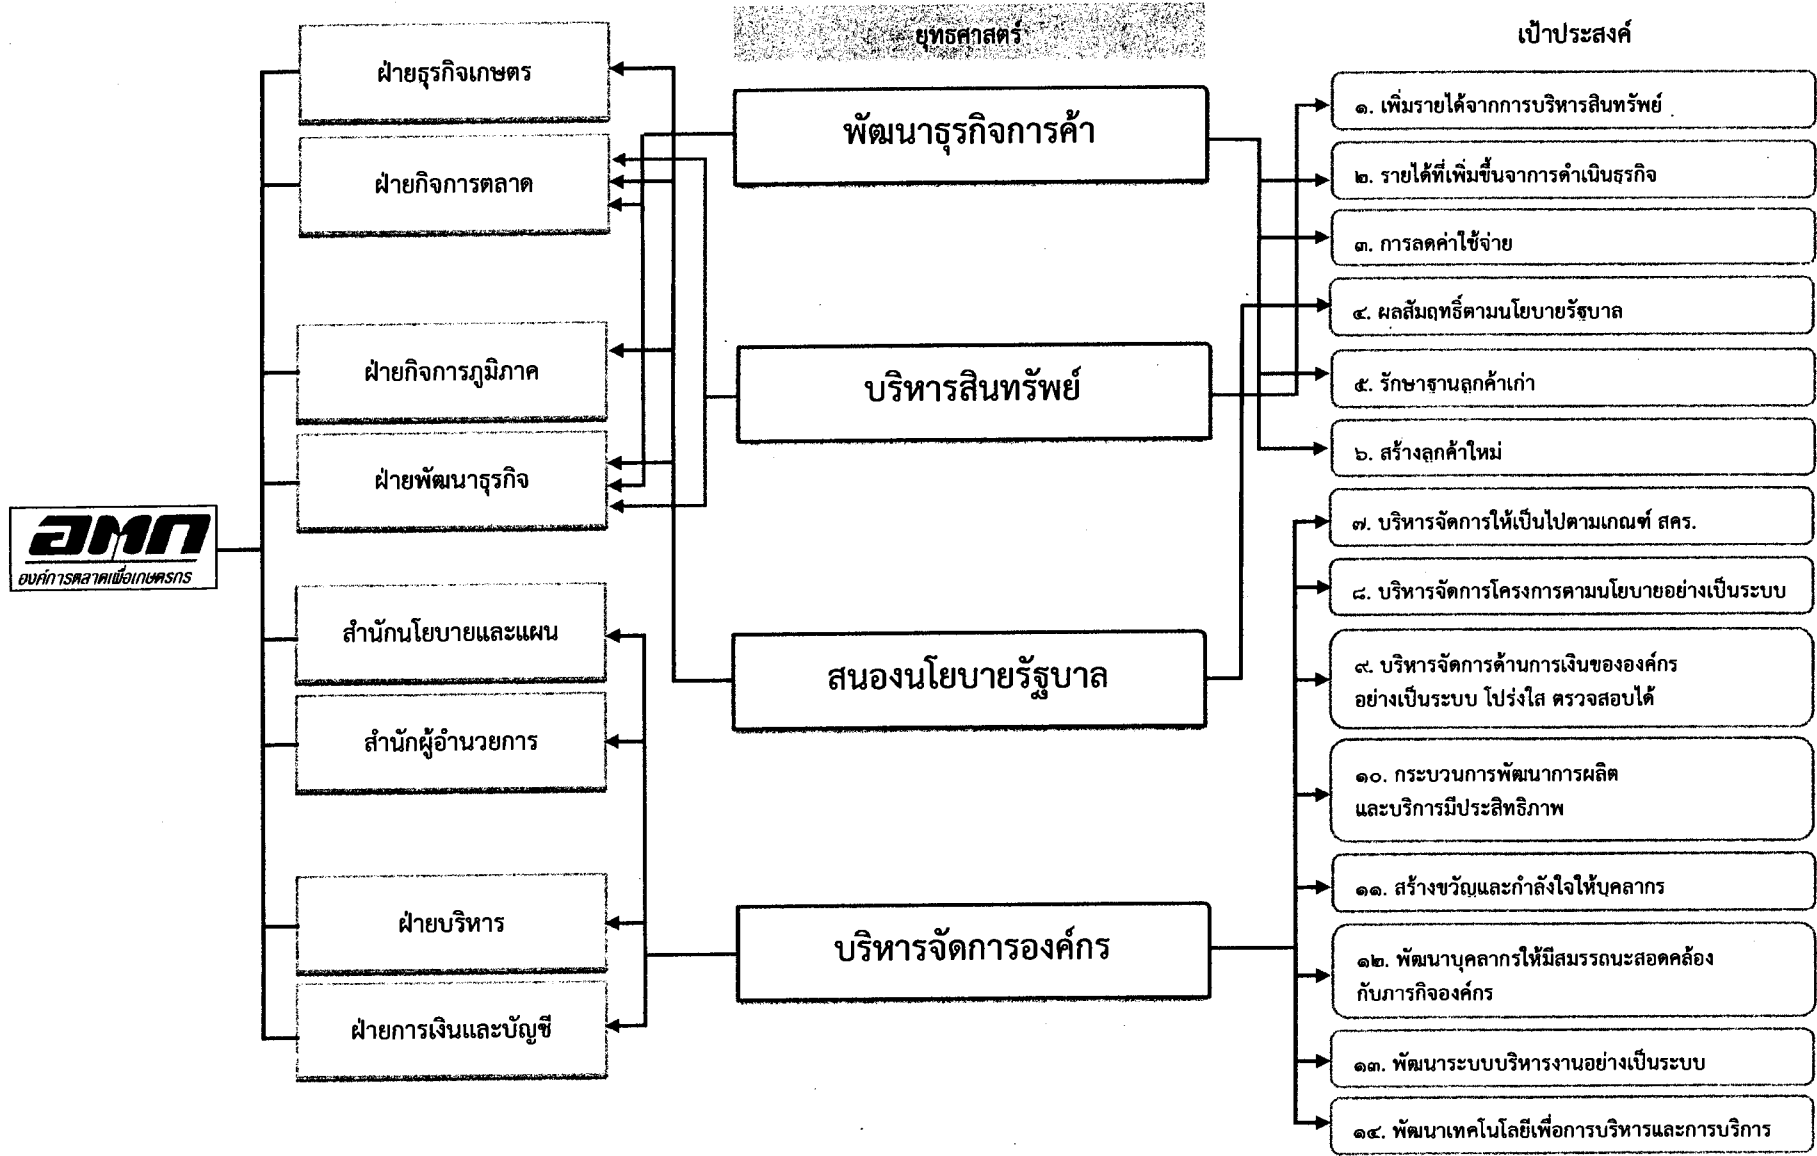 ยุทธศาสตร์
เป้าประสงค์
อตก
องค์การตลาดเพื่อเกษตรกร
ฝ่ายธุรกิจเกษตร
ฝ่ายกิจการตลาด
ฝ่ายกิจการภูมิภาค
ฝ่ายพัฒนาธุรกิจ
สำนักนโยบายและแผน
สำนักผู้อำนวยการ
ฝ่ายบริหาร
ฝ่ายการเงินและบัญชี
พัฒนาธุรกิจการค้า
บริหารสินทรัพย์
สนองนโยบายรัฐบาล
บริหารจัดการองค์กร
๑. เพิ่มรายได้จากการบริหารสินทรัพย์
๒. รายได้ที่เพิ่มขึ้นจาการดำเนินธุรกิจ
๓. การลดค่าใช้จ่าย
๔. ผลสัมฤทธิ์ตามนโยบายรัฐบาล
๕. รักษาฐานลูกค้าเก่า
๖. สร้างลูกค้าใหม่
๗. บริหารจัดการให้เป็นไปตามเกณฑ์ สคร.
๘. บริหารจัดการโครงการตามนโยบายอย่างเป็นระบบ
๙. บริหารจัดการด้านการเงินขององค์กร
อย่างเป็นระบบ โปร่งใส ตรวจสอบได้
๑๐. กระบวนการพัฒนาการผลิต
และบริการมีประสิทธิภาพ
๑๑. สร้างขวัญและกำลังใจให้บุคลากร
๑๒. พัฒนาบุคลากรให้มีสมรรถนะสอดคล้อง
กับภารกิจองค์กร
๑๓. พัฒนาระบบบริหารงานอย่างเป็นระบบ
๑๔. พัฒนาเทคโนโลยีเพื่อการบริหารและการบริการ